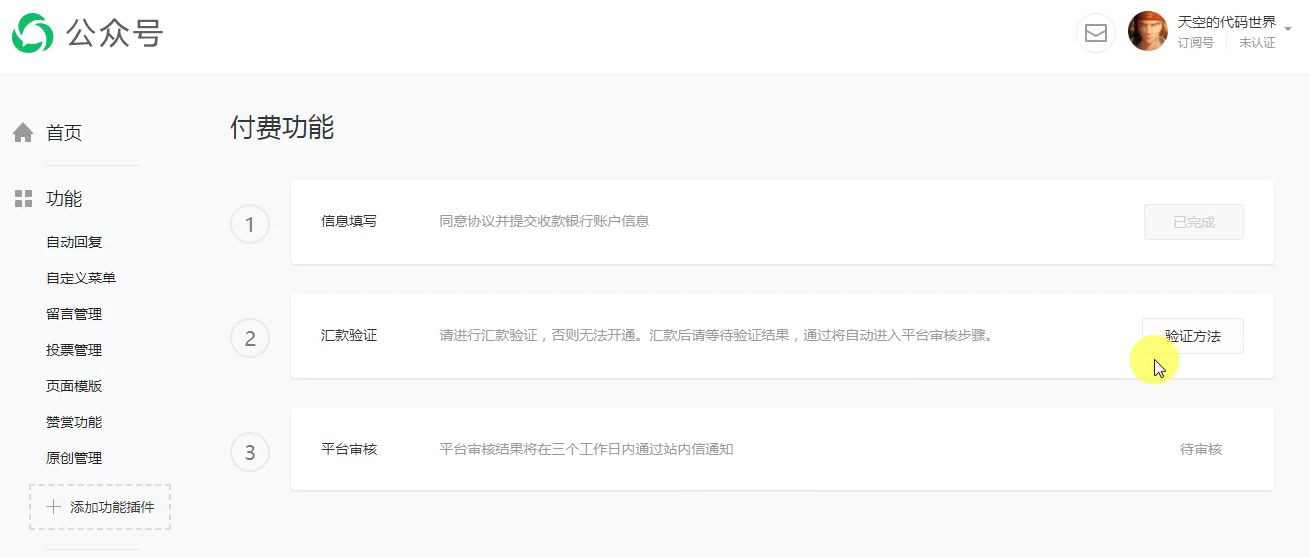 公众号
天空的代码世界
订阅号 未认证
首页
功能
自动回复
自定义菜单
留言管理
投票管理
页面模版
赞赏功能
原创管理
添加功能插件
付费功能
1 信息填写 同意协议并提交收款银行账户信息 已完成
2 汇款验证 请进行汇款验证，否则无法开通。汇款后请等待验证结果，通过将自动进入平台审核步骤。 验证方法
3 平台审核 平台审核结果将在三个工作日内通过站内信通知 待审核